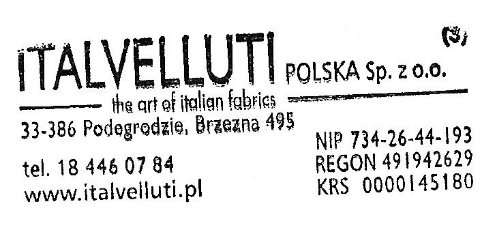 (3)
ITALVELLUTI POLSKA Sp. z o.o.
the art of italian fabrics
33-386 Podegrodzie, Brzezna 495
tel. 18 446 07 84
www.italvelluti.pl
NIP 734-26-44-193
REGON 491942629
KRS 0000145180